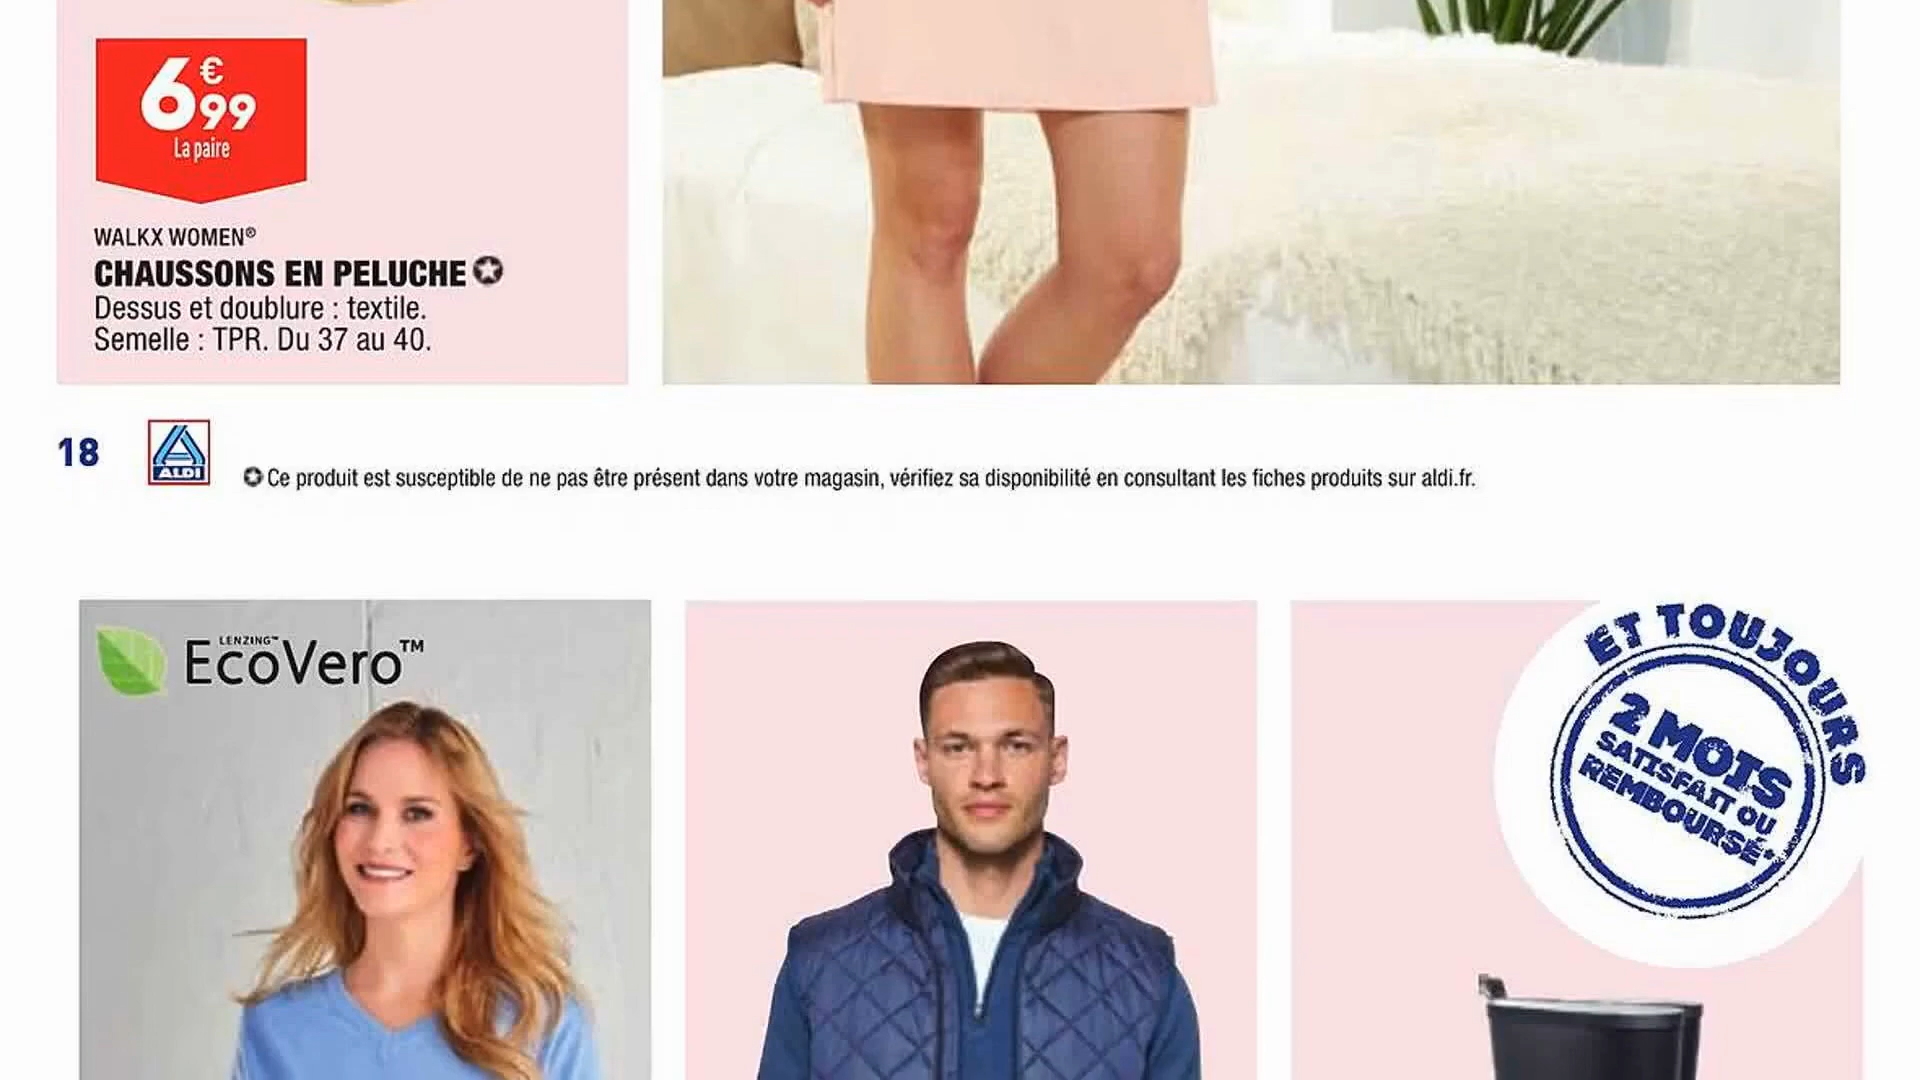 6€99
La paire
WALKX WOMEN®
CHAUSSONS EN PELUCHE
Dessus et doublure : textile.
Semelle : TPR. Du 37 au 40.
18
ALDI
Ce produit est susceptible de ne pas être présent dans votre magasin, vérifiez sa disponibilité en consultant les fiches produits sur aldi.fr.
LENZING™
EcoVero™
ET TOUJOURS
2 MOIS
SATISFAIT OU
REMBOURSÉ*